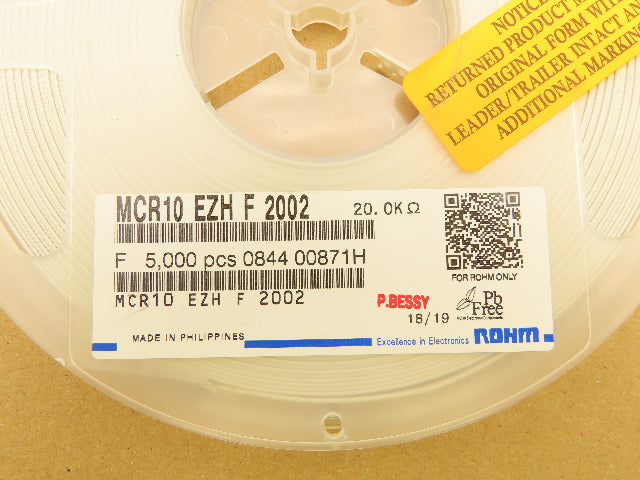 NOTICE
RETURNED PRODUCT M
ORIGINAL FORM WITH
LEADER/TRAILER INTACT A
ADDITIONAL MARKIN
MCR10 EZH F 2002 20.0KΩ
F 5,000 pcs 0844 00871H
FOR ROHM ONLY
MCR10 EZH F 2002
P.BESSY
Pb
Free
18/19
MADE IN PHILIPPINES
Excellence in Electronics ROHM